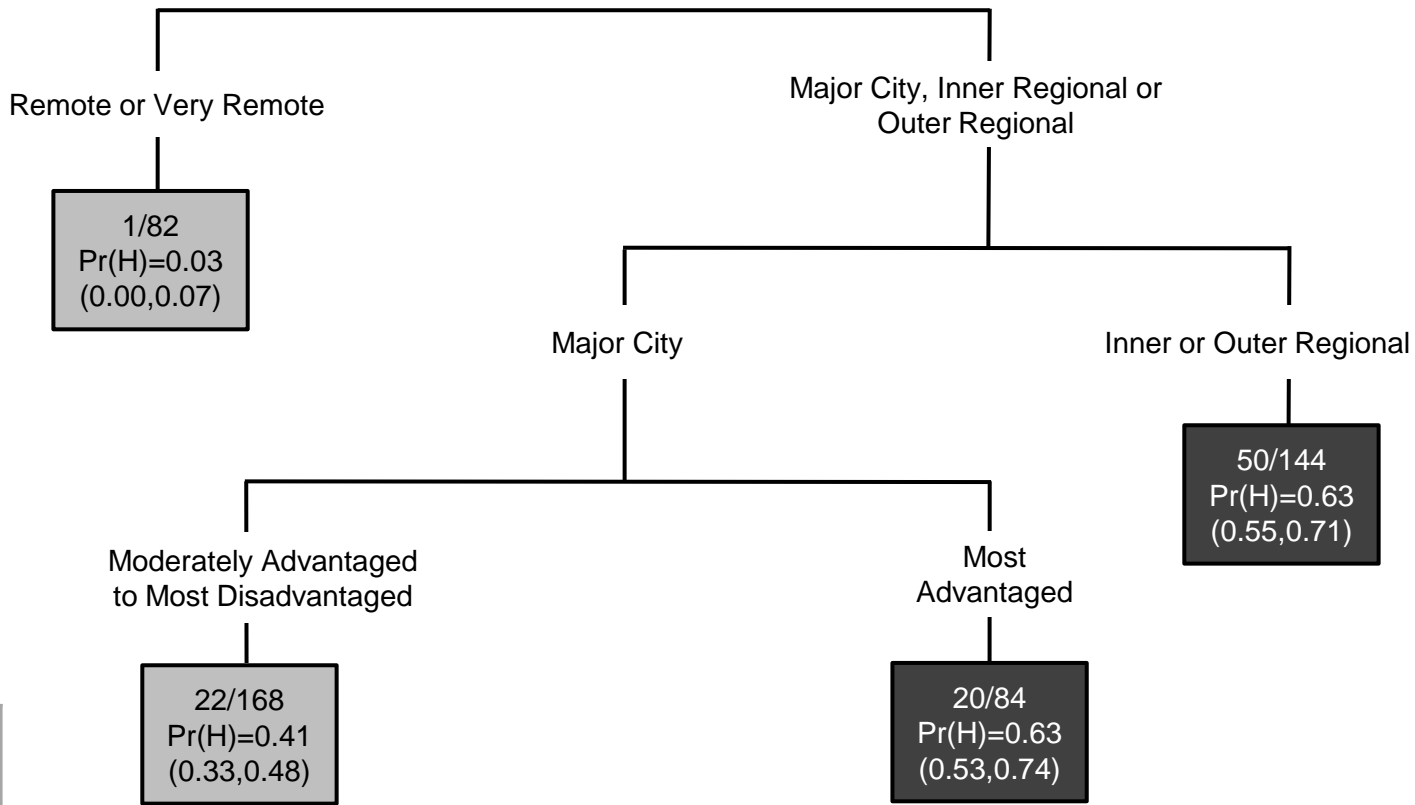 Remote or Very Remote
Major City, Inner Regional or
Outer Regional
1/82
Pr(H)=0.03
(0.00,0.07)
Major City
Inner or Outer Regional
50/144
Pr(H)=0.63
(0.55,0.71)
Moderately Advantaged
to Most Disadvantaged
Most
Advantaged
22/168
Pr(H)=0.41
(0.33,0.48)
20/84
Pr(H)=0.63
(0.53,0.74)